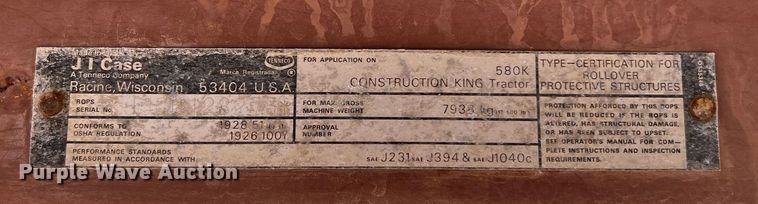 J I Case
A Tenneco Company
Racine, Wisconsin
TENNECO
Marca Registrada
53404 U.S.A.
ROPS
SERIAL No.
CONFORMS TO
OSHA REGULATION
1928.51
1926.1001
PERFORMANCE STANDARDS
MEASURED IN ACCORDANCE WITH
SAE J231 SAE J394 & SAE J1040c
FOR APPLICATION ON
580K
CONSTRUCTION KING Tractor
FOR MAX. GROSS
MACHINE WEIGHT
kg
APPROVAL
NUMBER
TYPE-CERTIFICATION FOR
ROLLOVER
PROTECTIVE STRUCTURES
PROTECTION AFFORDED BY THIS ROPS
WILL BE REDUCED IF THE ROPS IS
ALTERED, HAS STRUCTURAL DAMAGE,
OR HAS BEEN SUBJECT TO UPSET.
SEE OPERATOR'S MANUAL FOR COM-
PLETE INSTRUCTIONS AND INSPECTION
REQUIREMENTS.
Purple Wave Auction